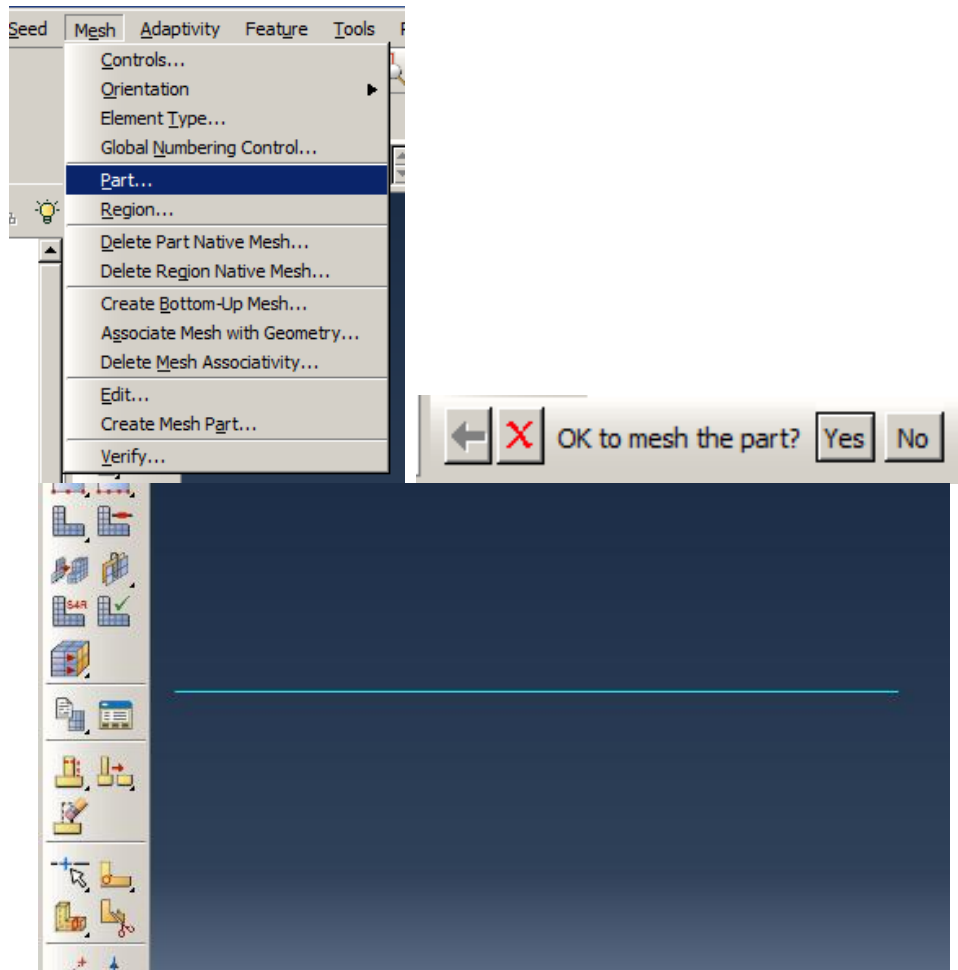 Seed Mesh Adaptivity Feature Tools
Controls...
Orientation
Element Type...
Global Numbering Control...
Part...
Region...
Delete Part Native Mesh...
Delete Region Native Mesh...
Create Bottom-Up Mesh...
Associate Mesh with Geometry...
Delete Mesh Associativity...
Edit...
Create Mesh Part...
Verify...
OK to mesh the part? Yes No
S4R